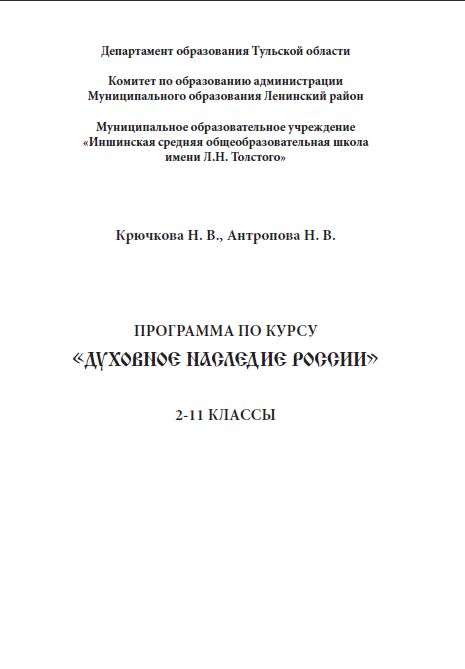 Департамент образования Тульской области
Комитет по образованию администрации
Муниципального образования Ленинский район
Муниципальное образовательное учреждение
«Иншинская средняя общеобразовательная школа
имени Л.Н. Толстого»
Крючкова Н. В., Антропова Н. В.
ПРОГРАММА ПО КУРСУ
«ДУХОВНОЕ НАСЛЕДИЕ РОССИИ»
2-11 КЛАССЫ